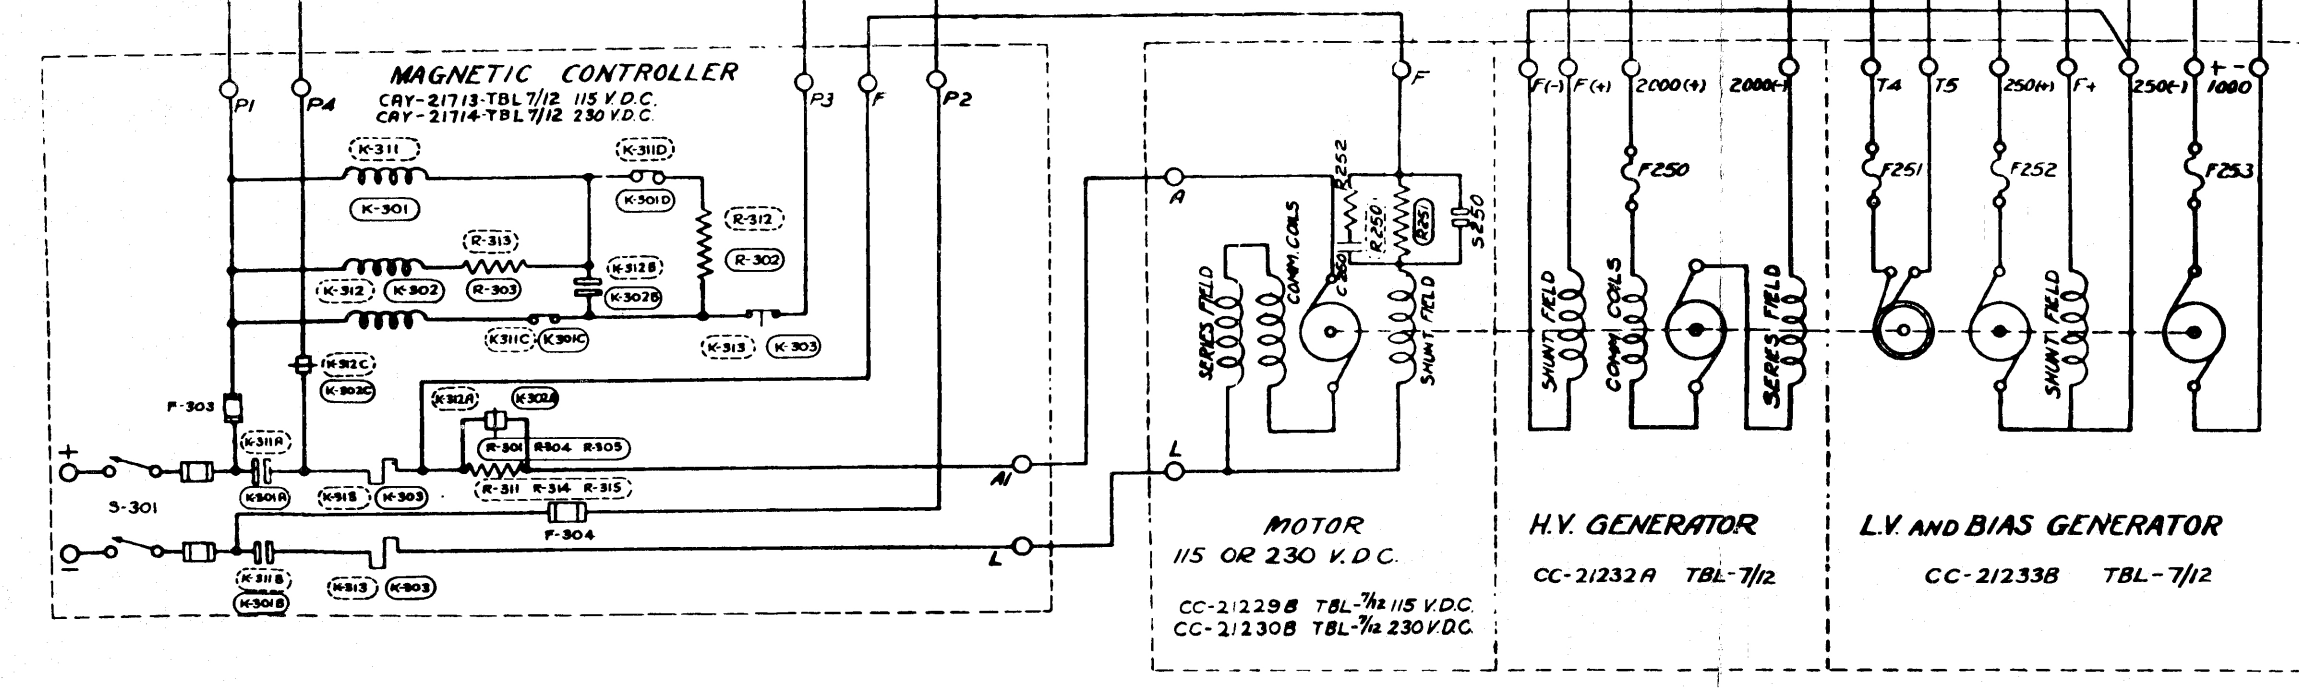 MAGNETIC CONTROLLER
CAY-21713-TBL 7/12 115 V.D.C.
CAY-21714-TBL 7/12 230 V.D.C.
P1
P4
P3
F
P2
K-311
K-301
K-311D
K-301D
R-312
R-302
R-313
R-303
K-312
K-302
K-312B
K-302B
K311C
K301C
K-313
K-303
K-312C
K-302C
F-303
K-312A
K-302A
K-311A
K-301A
R-301 R-304 R-305
R-311 R-314 R-315
+
S-301
K-303
A1
F-304
L
-
K-311B
K-301B
K-313
K-303
F
A
L
R252
R250
R251
C250
S250
COMM. COILS
SERIES FIELD
SHUNT FIELD
MOTOR
115 OR 230 V.D.C.
CC-21229B TBL-7/12 115 V.D.C.
CC-21230B TBL-7/12 230 V.D.C.
F(-)
F(+)
2000(+)
2000(-)
F250
SHUNT FIELD
COMM COILS
SERIES FIELD
H.V. GENERATOR
CC-21232A TBL-7/12
T4
T5
250(+)
F+
250(-)
+ -
1000
F251
F252
F253
SHUNT FIELD
L.V. AND BIAS GENERATOR
CC-21233B TBL-7/12